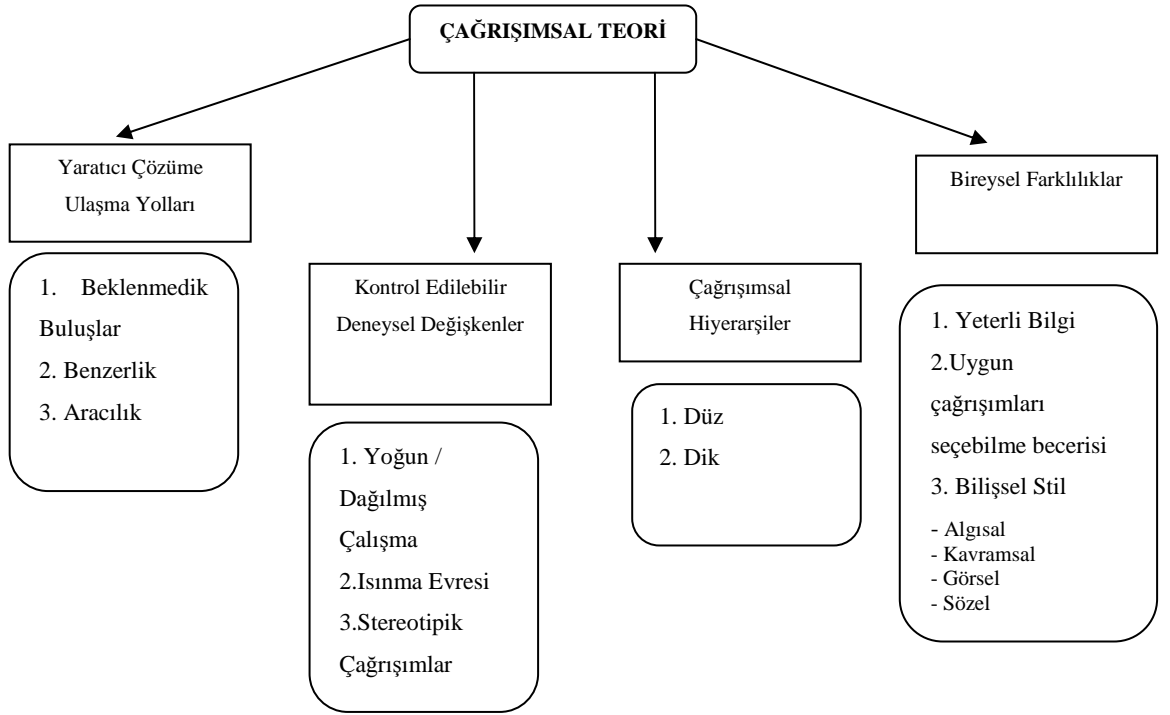 ÇAĞRIŞIMSAL TEORİ
Yaratıcı Çözüme
Ulaşma Yolları
1. Beklenmedik
Buluşlar
2. Benzerlik
3. Aracılık
Kontrol Edilebilir
Deneysel Değişkenler
1. Yoğun /
Dağılmış
Çalışma
2.Isınma Evresi
3.Stereotipik
Çağrışımlar
Çağrışımsal
Hiyerarşiler
1. Düz
2. Dik
Bireysel Farklılıklar
1. Yeterli Bilgi
2.Uygun
çağrışımları
seçebilme becerisi
3. Bilişsel Stil
- Algısal
- Kavramsal
- Görsel
- Sözel